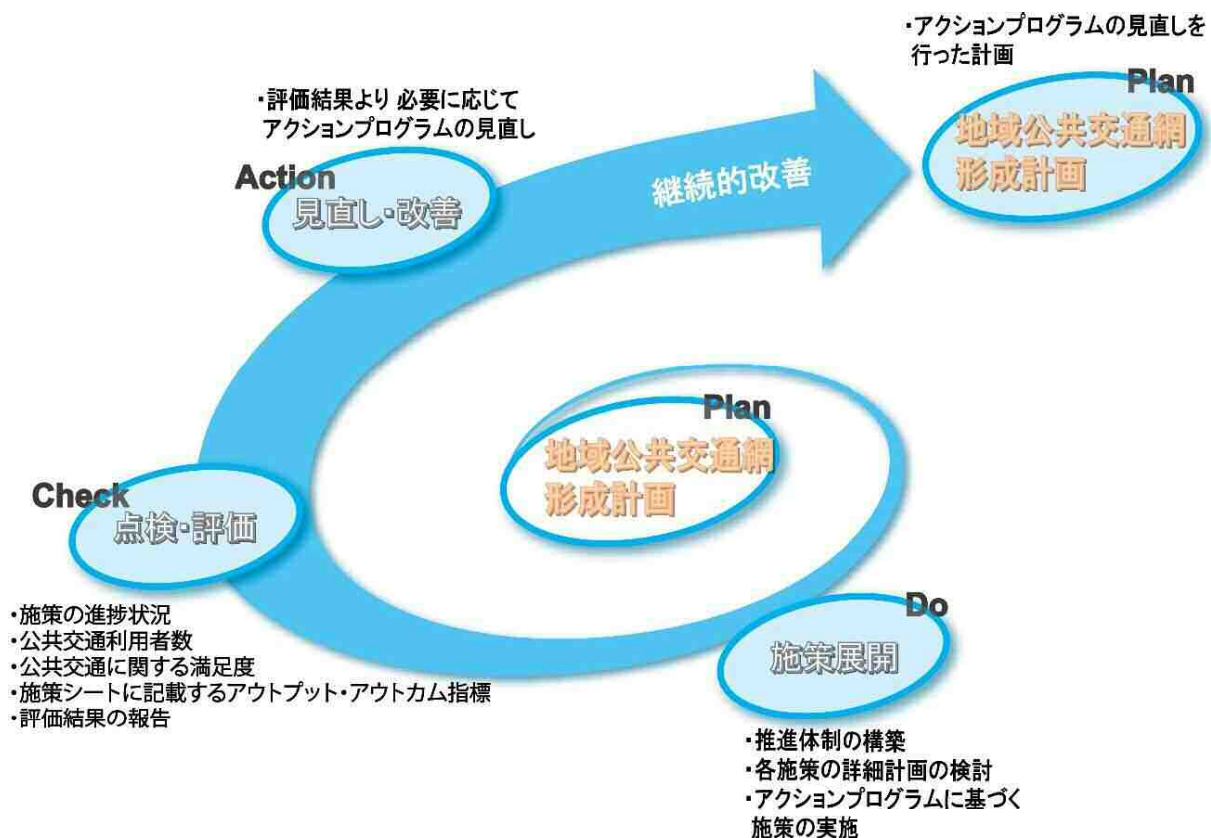 ・アクションプログラムの見直しを
行った計画
Plan
地域公共交通網
形成計画
・評価結果より 必要に応じて
アクションプログラムの見直し
Action
見直し・改善
継続的改善
Plan
地域公共交通網
形成計画
Check
点検・評価
・施策の進捗状況
・公共交通利用者数
・公共交通に関する満足度
・施策シートに記載するアウトプット・アウトカム指標
・評価結果の報告
Do
施策展開
・推進体制の構築
・各施策の詳細計画の検討
・アクションプログラムに基づく
施策の実施